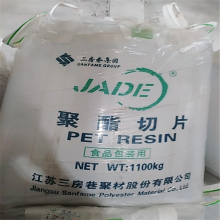 三房巷集团
SANFAME GROUP
JADE
聚酯切片
PET RESIN
食品包装用
NET WT:1100kg
江苏三房巷聚材股份有限公司
Jiangsu Sanfame Polyester Material Co.,Ltd.